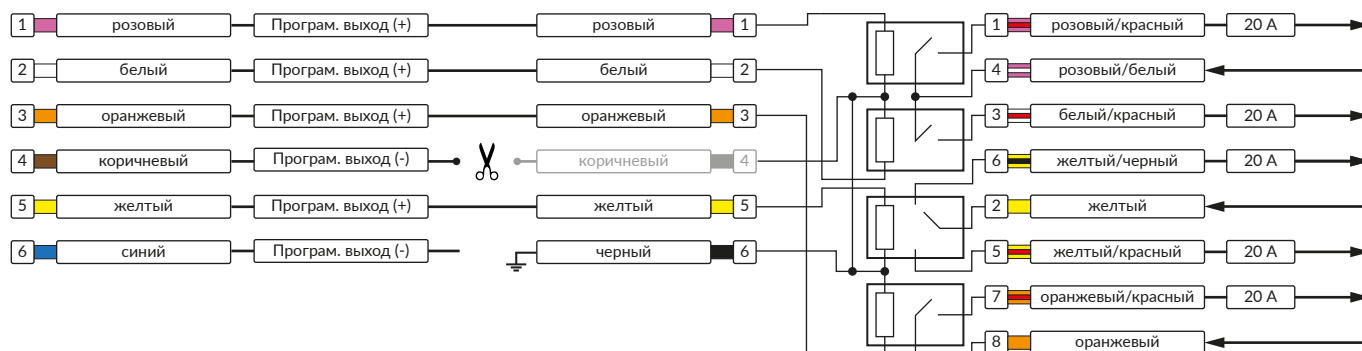 1 розовый Програм. выход (+) розовый 1 1 розовый/красный 20 А
2 белый Програм. выход (+) белый 2 4 розовый/белый
3 оранжевый Програм. выход (+) оранжевый 3 3 белый/красный 20 А
4 коричневый Програм. выход (-) коричневый 4 6 желтый/черный 20 А
5 желтый Програм. выход (+) желтый 5 2 желтый
6 синий Програм. выход (-) черный 6 5 желтый/красный 20 А
7 оранжевый/красный 20 А
8 оранжевый